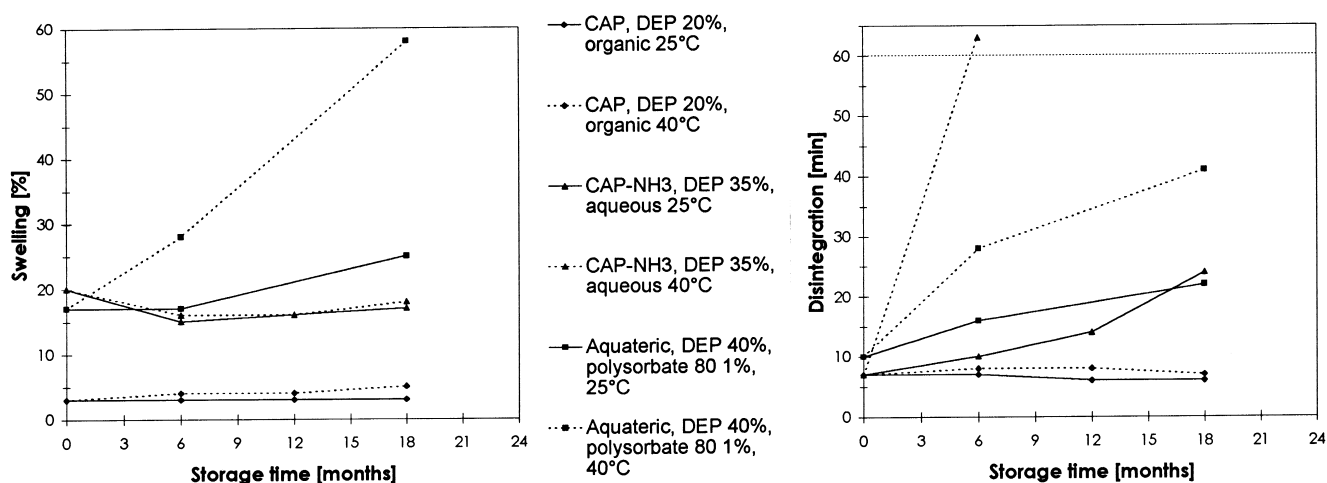 60
50
40
30
20
10
0
Swelling [%]
0 3 6 9 12 15 18 21 24
Storage time [months]
CAP, DEP 20%,
organic 25°C
CAP, DEP 20%,
organic 40°C
CAP-NH3, DEP 35%,
aqueous 25°C
CAP-NH3, DEP 35%,
aqueous 40°C
Aquateric, DEP 40%,
polysorbate 80 1%,
25°C
Aquateric, DEP 40%,
polysorbate 80 1%,
40°C
60
50
40
30
20
10
0
Disintegration [min]
0 3 6 9 12 15 18 21 24
Storage time [months]